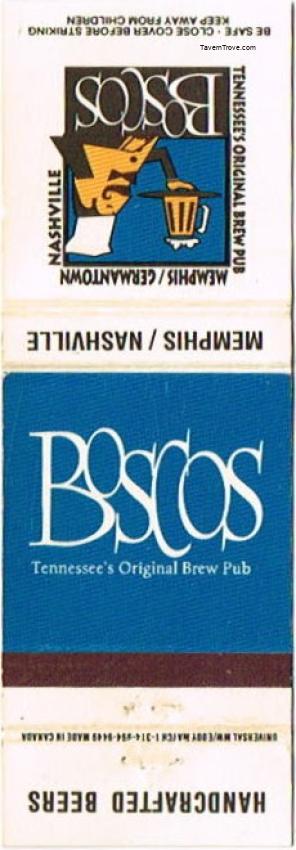 BE SAFE · CLOSE COVER BEFORE STRIKING
KEEP AWAY FROM CHILDREN
TavernTrove.com
BOSCOS
TENNESSEE'S ORIGINAL BREW PUB
NASHVILLE
MEMPHIS / GERMANTOWN
MEMPHIS / NASHVILLE
BOSCOS
Tennessee's Original Brew Pub
MADE IN CANADA
HANDCRAFTED BEERS